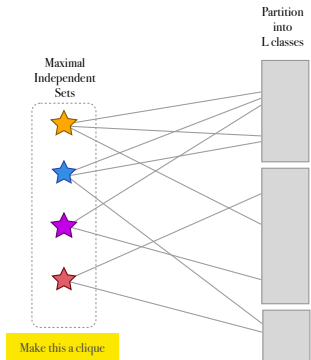 Partition
into
L classes
Maximal
Independent
Sets
Make this a clique